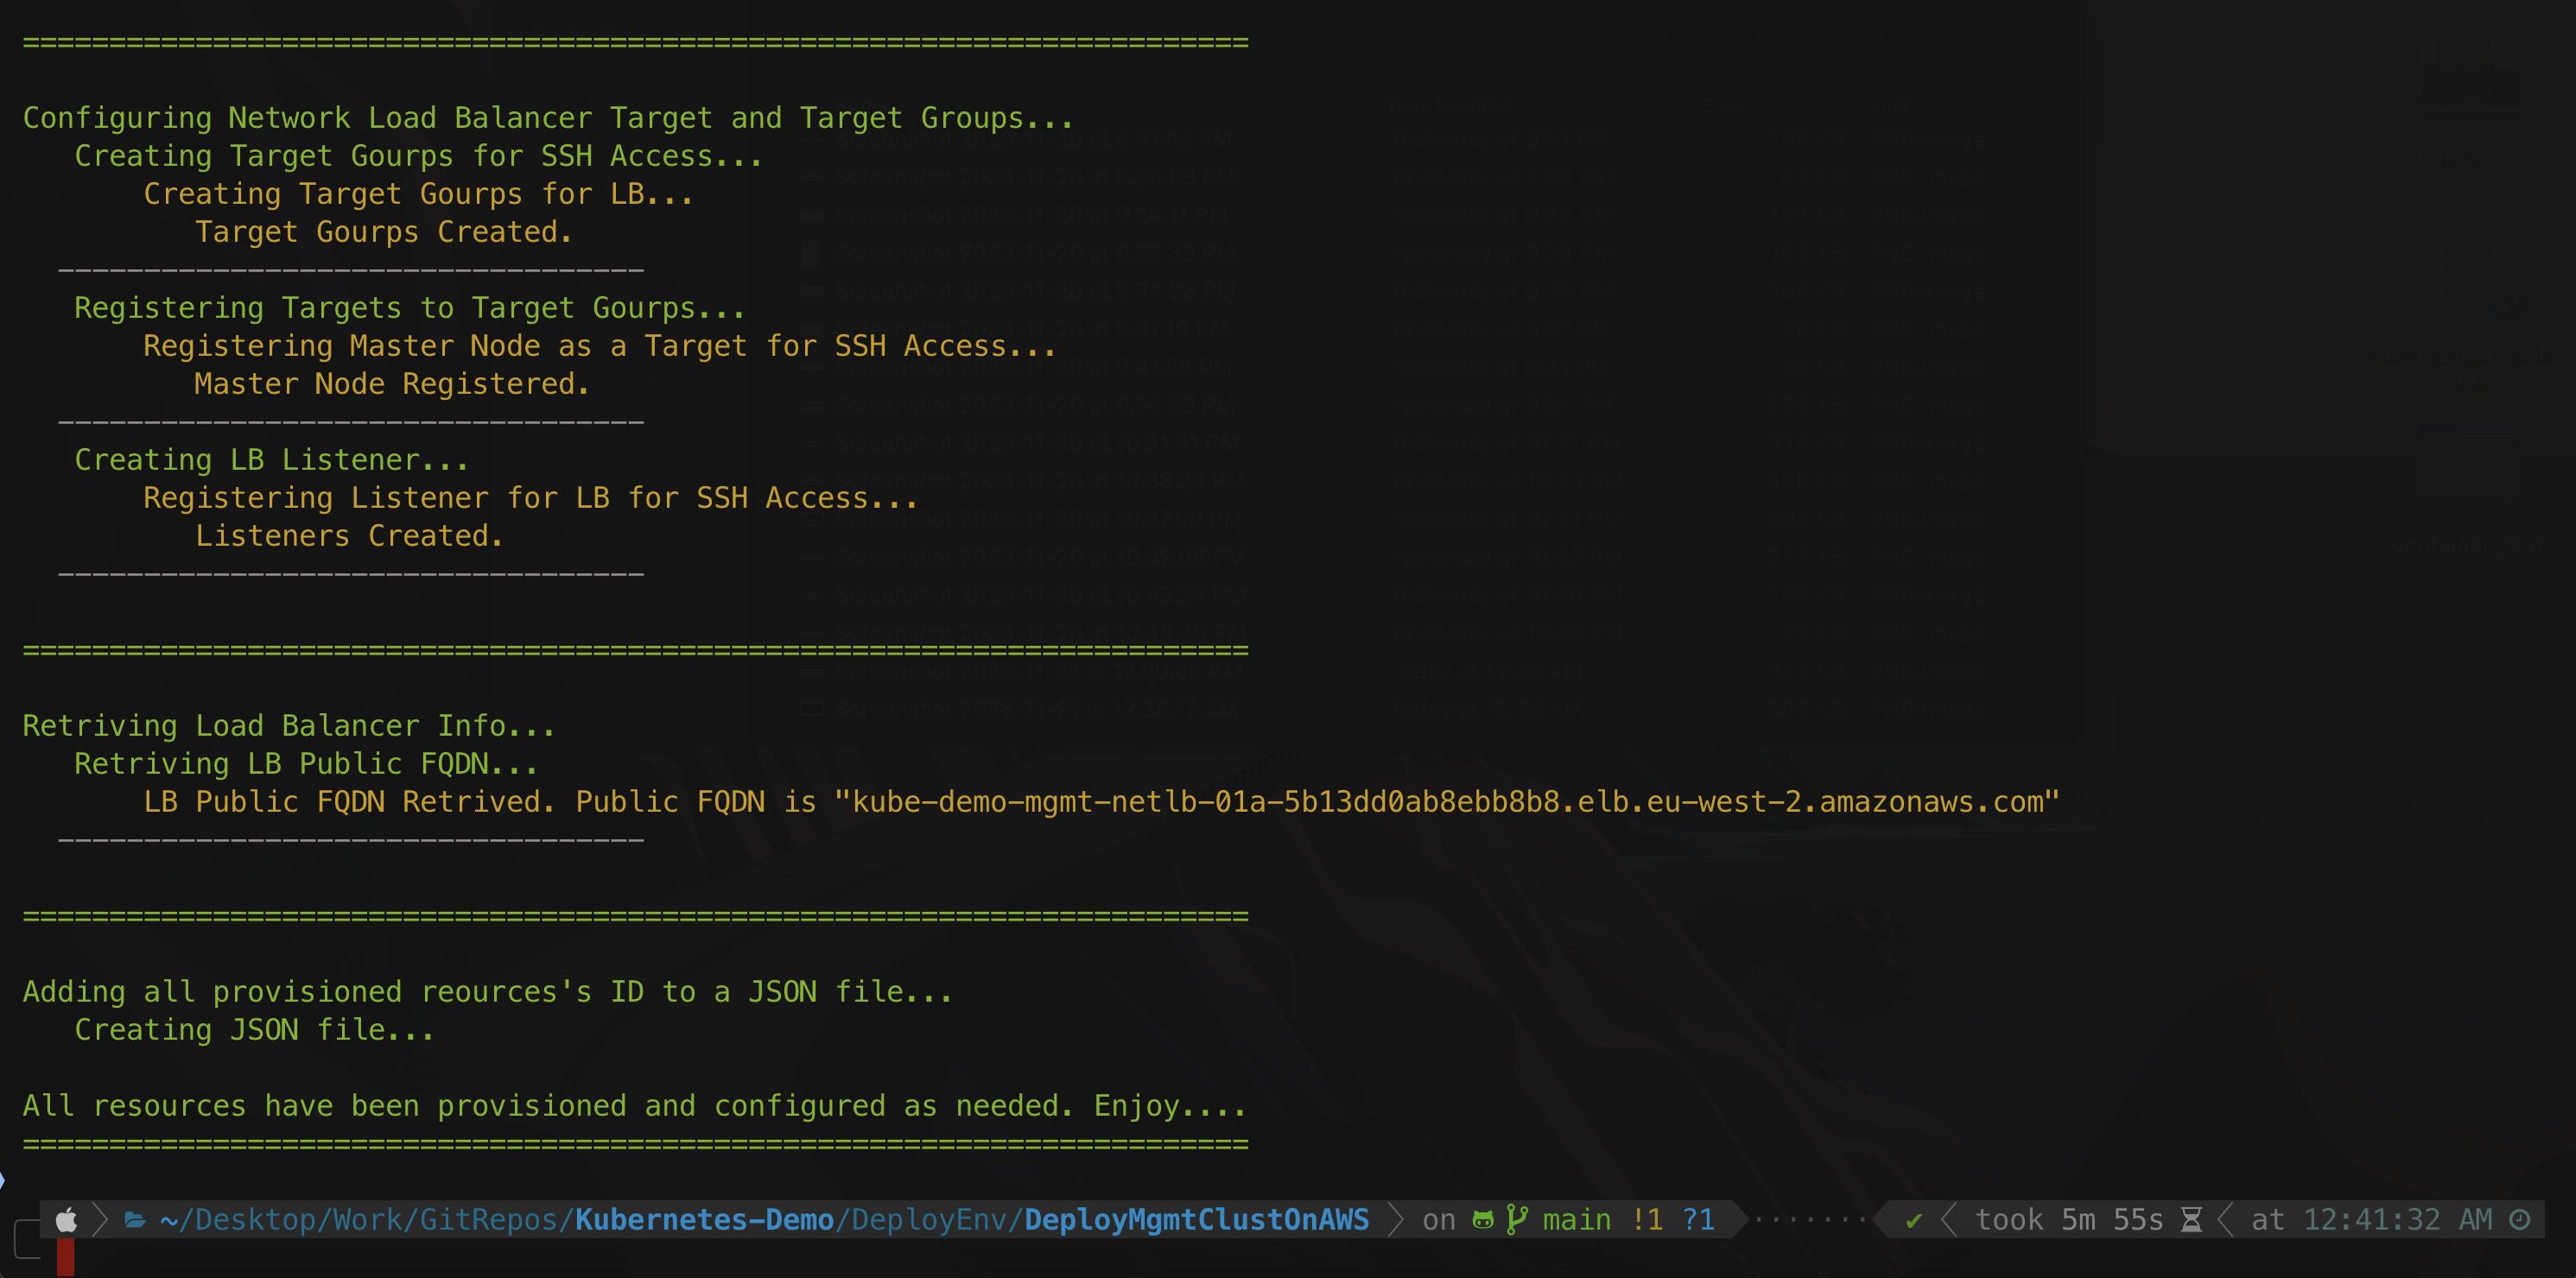 =======================================================================
Configuring Network Load Balancer Target and Target Groups...
Creating Target Gourps for SSH Access...
Creating Target Gourps for LB...
Target Gourps Created.
----------------------------------
Registering Targets to Target Gourps...
Registering Master Node as a Target for SSH Access...
Master Node Registered.
----------------------------------
Creating LB Listener...
Registering Listener for LB for SSH Access...
Listeners Created.
----------------------------------
=======================================================================
Retriving Load Balancer Info...
Retriving LB Public FQDN...
LB Public FQDN Retrived. Public FQDN is "kube-demo-mgmt-netlb-01a-5b13dd0ab8ebb8b8.elb.eu-west-2.amazonaws.com"
----------------------------------
=======================================================================
Adding all provisioned reources's ID to a JSON file...
Creating JSON file...
All resources have been provisioned and configured as needed. Enjoy....
=======================================================================
~/Desktop/Work/GitRepos/Kubernetes-Demo/DeployEnv/DeployMgmtClustOnAWS on main !1 ?1 ······· ✔ took 5m 55s at 12:41:32 AM